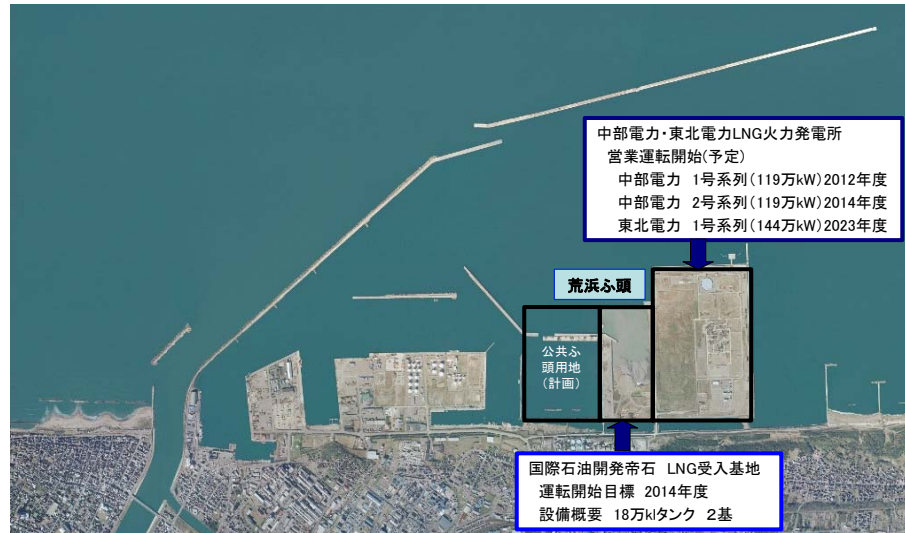 中部電力・東北電力LNG火力発電所
営業運転開始(予定)
中部電力 1号系列(119万kW)2012年度
中部電力 2号系列(119万kW)2014年度
東北電力 1号系列(144万kW)2023年度
荒浜ふ頭
公共ふ
頭用地
(計画)
国際石油開発帝石 LNG受入基地
運転開始目標 2014年度
設備概要 18万klタンク 2基